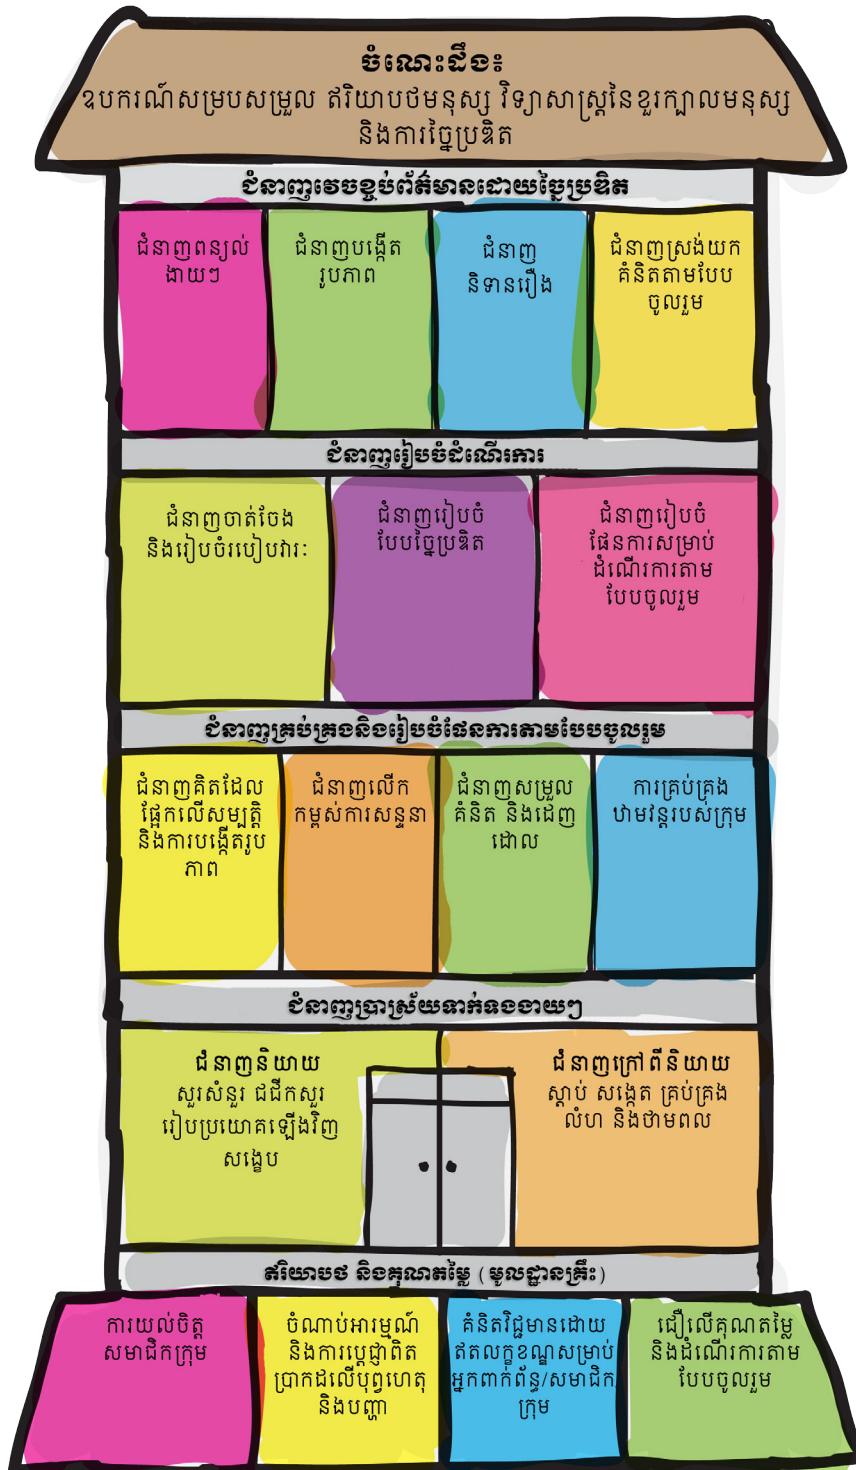 ចំណេះដឹង៖
ឧបករណ៍សម្របសម្រួល ឥរិយាបថមនុស្ស វិទ្យាសាស្ត្រនៃខួរក្បាលមនុស្ស
និងការច្នៃប្រឌិត
ជំនាញវេចខ្ចប់ព័ត៌មានដោយច្នៃប្រឌិត
ជំនាញពន្យល់
ងាយៗ
ជំនាញបង្កើត
រូបភាព
ជំនាញ
និទានរឿង
ជំនាញស្រង់យក
គំនិតតាមបែប
ចូលរួម
ជំនាញរៀបចំដំណើរការ
ជំនាញចាត់ចែង
និងរៀបចំរបៀបវារៈ
ជំនាញរៀបចំ
បែបច្នៃប្រឌិត
ជំនាញរៀបចំ
ផែនការសម្រាប់
ដំណើរការតាម
បែបចូលរួម
ជំនាញគ្រប់គ្រងនិងរៀបចំផែនការតាមបែបចូលរួម
ជំនាញគិតដែល
ផ្អែកលើសម្បត្តិ
និងការបង្កើតរូប
ភាព
ជំនាញលើក
កម្ពស់ការសន្ទនា
ជំនាញសម្រួល
គំនិត និងដេញ
ដោល
ការគ្រប់គ្រង
ឋាមវន្តរបស់ក្រុម
ជំនាញប្រាស្រ័យទាក់ទងងាយៗ
ជំនាញនិយាយ
សួរសំនួរ ជជីកសួរ
រៀបប្រយោគឡើងវិញ
សង្ខេប
ជំនាញក្រៅពីនិយាយ
ស្តាប់ សង្កេត គ្រប់គ្រង
លំហ និងថាមពល
ឥរិយាបថ និងគុណតម្លៃ (មូលដ្ឋានគ្រឹះ)
ការយល់ចិត្ត
សមាជិកក្រុម
ចំណាប់អារម្មណ៍
និងការប្តេជ្ញាពិត
ប្រាកដលើបុព្វហេតុ
និងបញ្ហា
គំនិតវិជ្ជមានដោយ
ឥតលក្ខខណ្ឌសម្រាប់
អ្នកពាក់ព័ន្ធ/សមាជិក
ក្រុម
ជឿលើគុណតម្លៃ
និងដំណើរការតាម
បែបចូលរួម